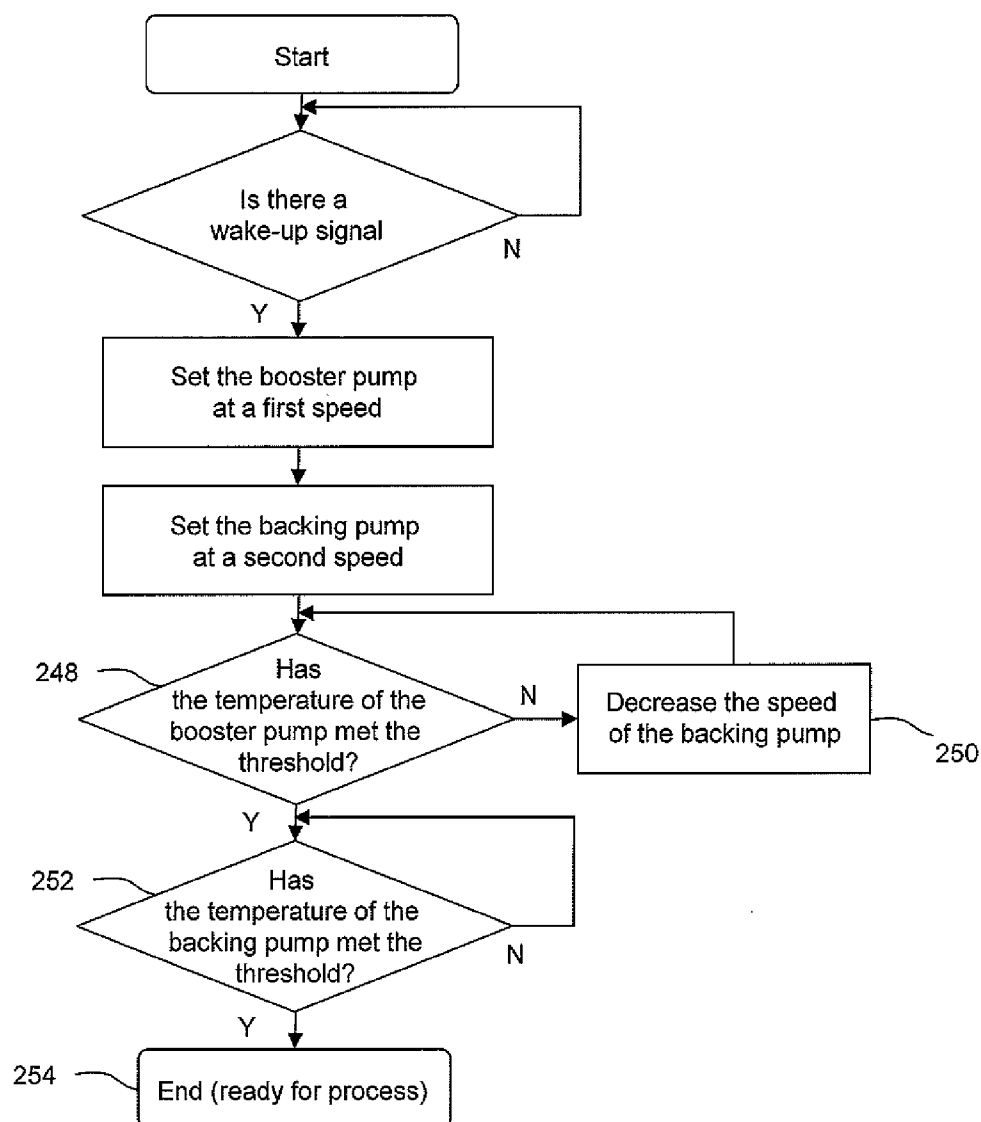 Start
Is there a
wake-up signal
N
Y
Set the booster pump
at a first speed
Set the backing pump
at a second speed
248
Has
the temperature of the
booster pump met the
threshold?
N
Decrease the speed
of the backing pump
250
Y
252
Has
the temperature of the
backing pump met the
threshold?
N
Y
254
End (ready for process)